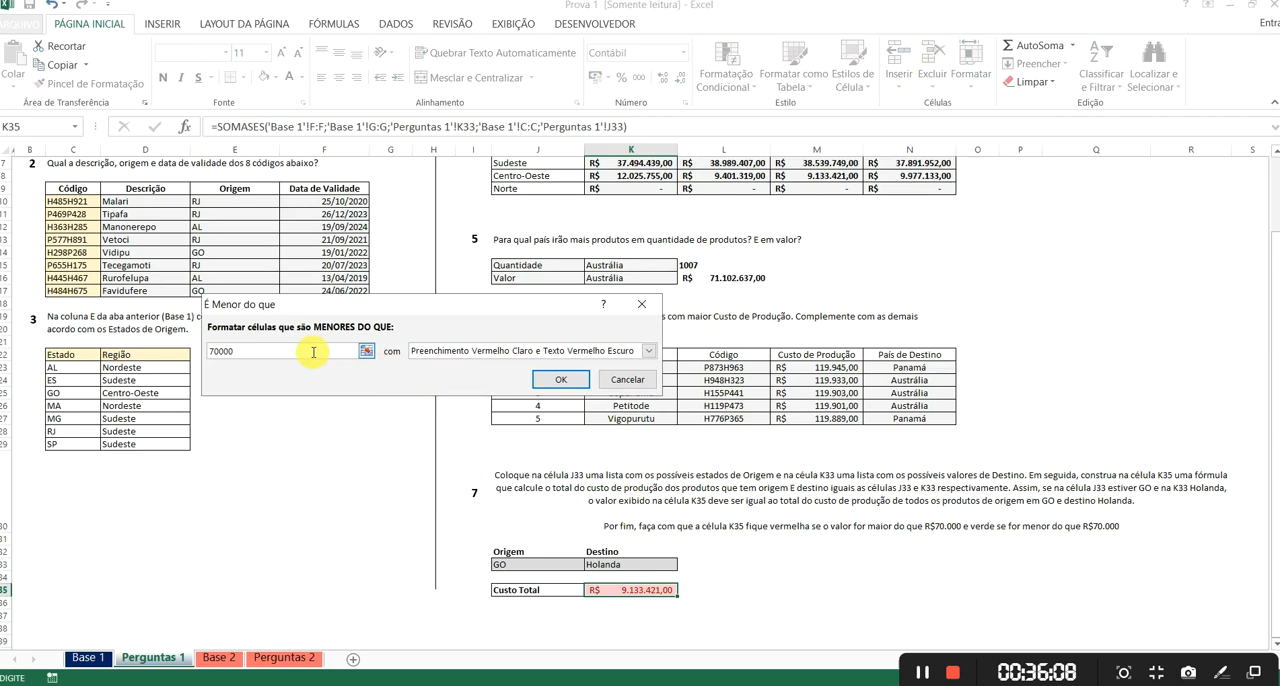 Prova 1 [Somente leitura] - Excel
ARQUIVO PÁGINA INICIAL INSERIR LAYOUT DA PÁGINA FÓRMULAS DADOS REVISÃO EXIBIÇÃO DESENVOLVEDOR Entra
Colar Recortar Copiar Pincel de Formatação
11
N I S
Quebrar Texto Automaticamente
Mesclar e Centralizar
Contábil
% 000
Formatação Condicional Formatar como Tabela Estilos de Célula Inserir Excluir Formatar
AutoSoma Preencher Limpar Classificar e Filtrar Localizar e Selecionar
Área de Transferência Fonte Alinhamento Número Estilo Células Edição
K35 fx =SOMASES('Base 1'!F:F;'Base 1'!G:G;'Perguntas 1'!K33;'Base 1'!C:C;'Perguntas 1'!J33)
A B C D E F G H I J K L M N O P Q R S
2 Qual a descrição, origem e data de validade dos 8 códigos abaixo?
Código Descrição Origem Data de Validade
H485H921 Malari RJ 25/10/2020
P469P428 Tipafa RJ 26/12/2023
H363H285 Manonerepo AL 19/09/2024
P577H891 Vetoci RJ 21/09/2021
H298P268 Vidipu GO 19/01/2022
P655H175 Tecegamoti RJ 20/07/2023
H445H467 Rurofelupa AL 13/04/2019
H484H675 Favidufere GO 24/06/2022
3 Na coluna E da aba anterior (Base 1) c
acordo com os Estados de Origem.
Estado Região
AL Nordeste
ES Sudeste
GO Centro-Oeste
MA Nordeste
MG Sudeste
RJ Sudeste
SP Sudeste
Sudeste R$ 37.494.439,00 R$ 38.989.407,00 R$ 38.539.749,00 R$ 37.891.952,00
Centro-Oeste R$ 12.025.755,00 R$ 9.401.319,00 R$ 9.133.421,00 R$ 9.977.133,00
Norte R$ - R$ - R$ - R$ -
5 Para qual país irão mais produtos em quantidade de produtos? E em valor?
Quantidade Austrália 1007
Valor Austrália R$ 71.102.637,00
s com maior Custo de Produção. Complemente com as demais
Código Custo de Produção País de Destino
P873H963 R$ 119.945,00 Panamá
H948H323 R$ 119.933,00 Austrália
H155P441 R$ 119.903,00 Austrália
4 Petitode H119P473 R$ 119.901,00 Austrália
5 Vigopurutu H776P365 R$ 119.889,00 Panamá
É Menor do que ?
Formatar células que são MENORES DO QUE:
70000 com Preenchimento Vermelho Claro e Texto Vermelho Escuro
OK Cancelar
7 Coloque na célula J33 uma lista com os possíveis estados de Origem e na céula K33 uma lista com os possíveis valores de Destino. Em seguida, construa na célula K35 uma fórmula
que calcule o total do custo de produção dos produtos que tem origem E destino iguais as células J33 e K33 respectivamente. Assim, se na célula J33 estiver GO e na K33 Holanda,
o valor exibido na célula K35 deve ser igual ao total do custo de produção de todos os produtos de origem em GO e destino Holanda.
Por fim, faça com que a célula K35 fique vermelha se o valor for maior do que R$70.000 e verde se for menor do que R$70.000
Origem Destino
GO Holanda
Custo Total R$ 9.133.421,00
Base 1 Perguntas 1 Base 2 Perguntas 2
DIGITE
00:36:08